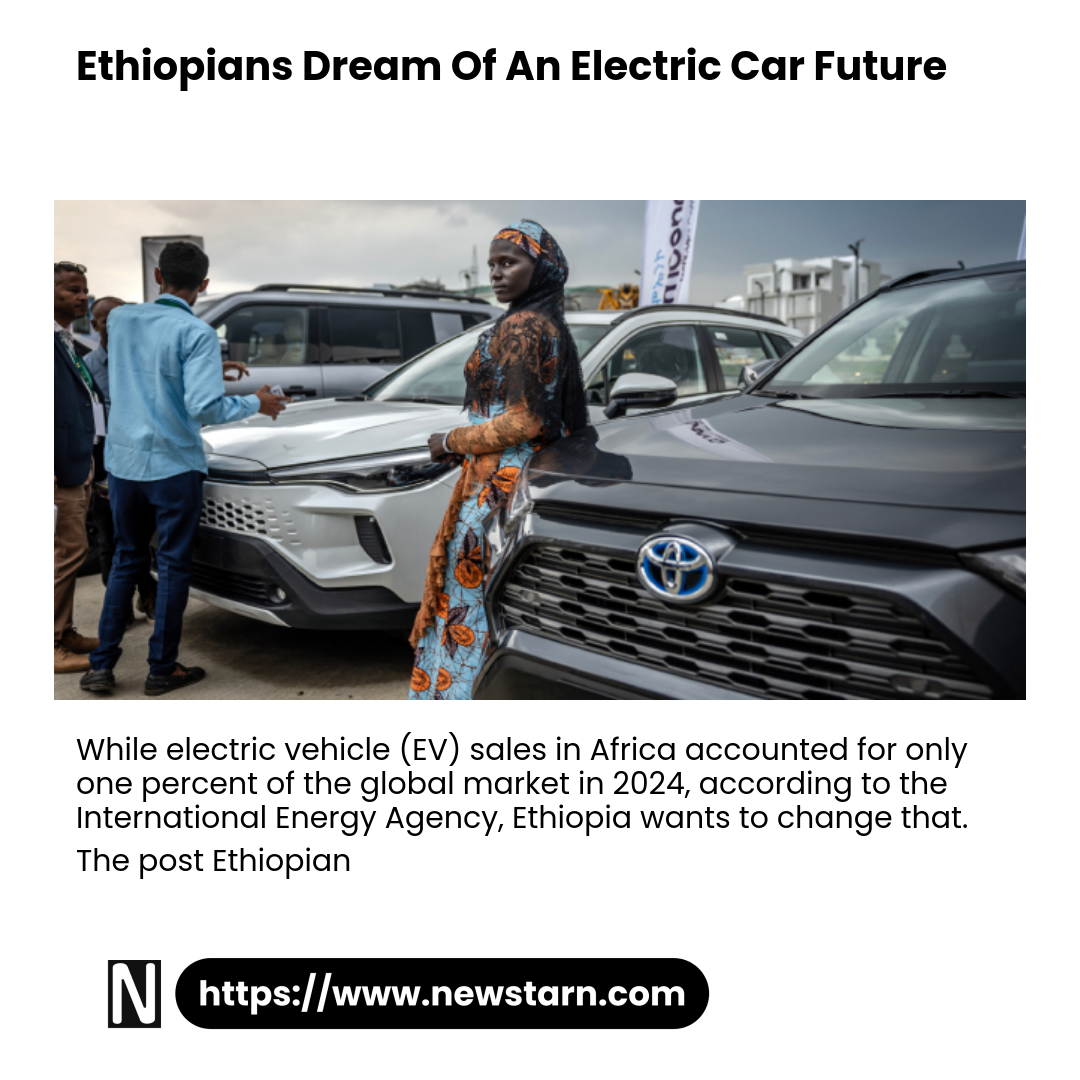 Ethiopians Dream Of An Electric Car Future
While electric vehicle (EV) sales in Africa accounted for only
one percent of the global market in 2024, according to the
International Energy Agency, Ethiopia wants to change that.
The post Ethiopian
N
https://www.newstarn.com